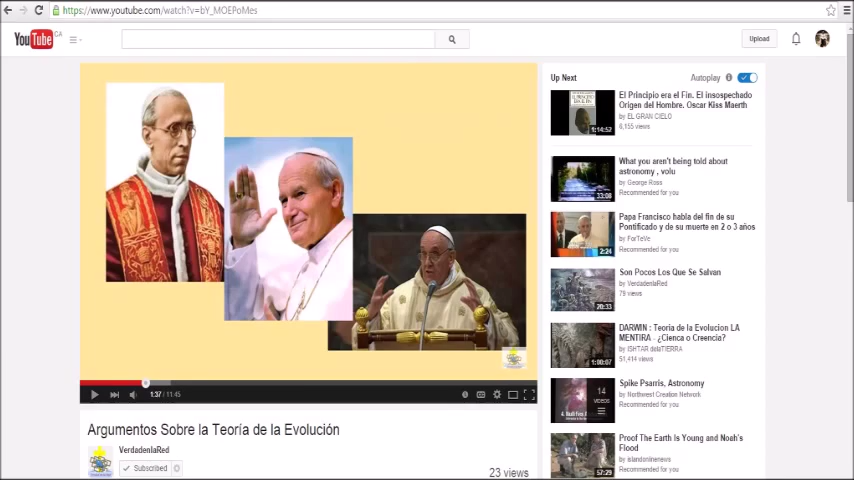 https://www.youtube.com/watch?v=bY_MOEPoMes
YouTube GA
Upload
1:37 / 11:45
Argumentos Sobre la Teoría de la Evolución
VerdadenlaRed
Subscribed
23 views
Up Next
Autoplay
El Principio era el Fin. El insospechado
Origen del Hombre. Oscar Kiss Maerth
by EL GRAN CIELO
6,155 views
1:14:52
What you aren't being told about
astronomy , volu
by George Ross
Recommended for you
33:08
Papa Francisco habla del fin de su
Pontificado y de su muerte en 2 o 3 años
by ForTeVe
Recommended for you
2:24
Son Pocos Los Que Se Salvan
by VerdadenlaRed
79 views
20:33
DARWIN : Teoria de la Evolucion LA
MENTIRA - ¿Cienca o Creencia?
by ISHTAR delaTIERRA
51,414 views
1:00:07
Spike Psarris, Astronomy
by Northwest Creation Network
Recommended for you
14
VIDEOS
Proof The Earth Is Young and Noah's
Flood
by islandoninenews
Recommended for you
57:29